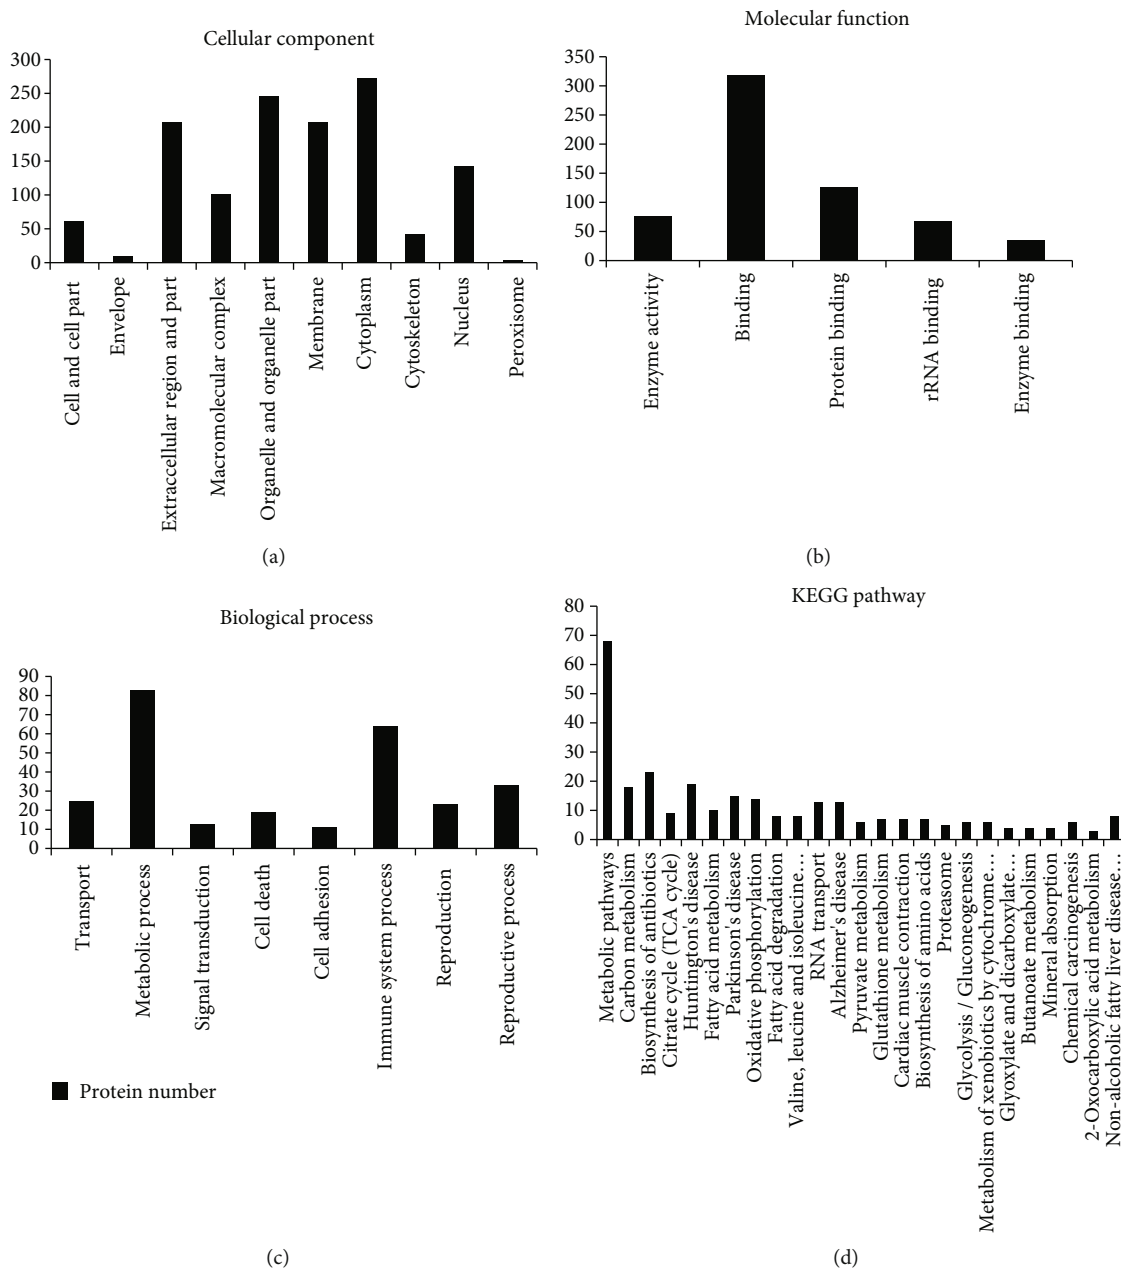 Cellular component
300
250
200
150
100
50
0
Cell and cell part
Envelope
Extraccellular region and part
Macromolecular complex
Organelle and organelle part
Membrane
Cytoplasm
Cytoskeleton
Nucleus
Peroxisome
(a)
Molecular function
350
300
250
200
150
100
50
0
Enzyme activity
Binding
Protein binding
rRNA binding
Enzyme binding
(b)
Biological process
90
80
70
60
50
40
30
20
10
0
Transport
Metabolic process
Signal transduction
Cell death
Cell adhesion
Immune system process
Reproduction
Reproductive process
Protein number
(c)
KEGG pathway
80
70
60
50
40
30
20
10
0
Metabolic pathways
Carbon metabolism
Biosynthesis of antibiotics
Citrate cycle (TCA cycle)
Huntington's disease
Fatty acid metabolism
Parkinson's disease
Oxidative phosphorylation
Fatty acid degradation
Valine, leucine and isoleucine…
RNA transport
Alzheimer's disease
Pyruvate metabolism
Glutathione metabolism
Cardiac muscle contraction
Biosynthesis of amino acids
Proteasome
Glycolysis / Gluconeogenesis
Metabolism of xenobiotics by cytochrome…
Glyoxylate and dicarboxylate…
Butanoate metabolism
Mineral absorption
Chemical carcinogenesis
2-Oxocarboxylic acid metabolism
Non-alcoholic fatty liver disease…
(d)